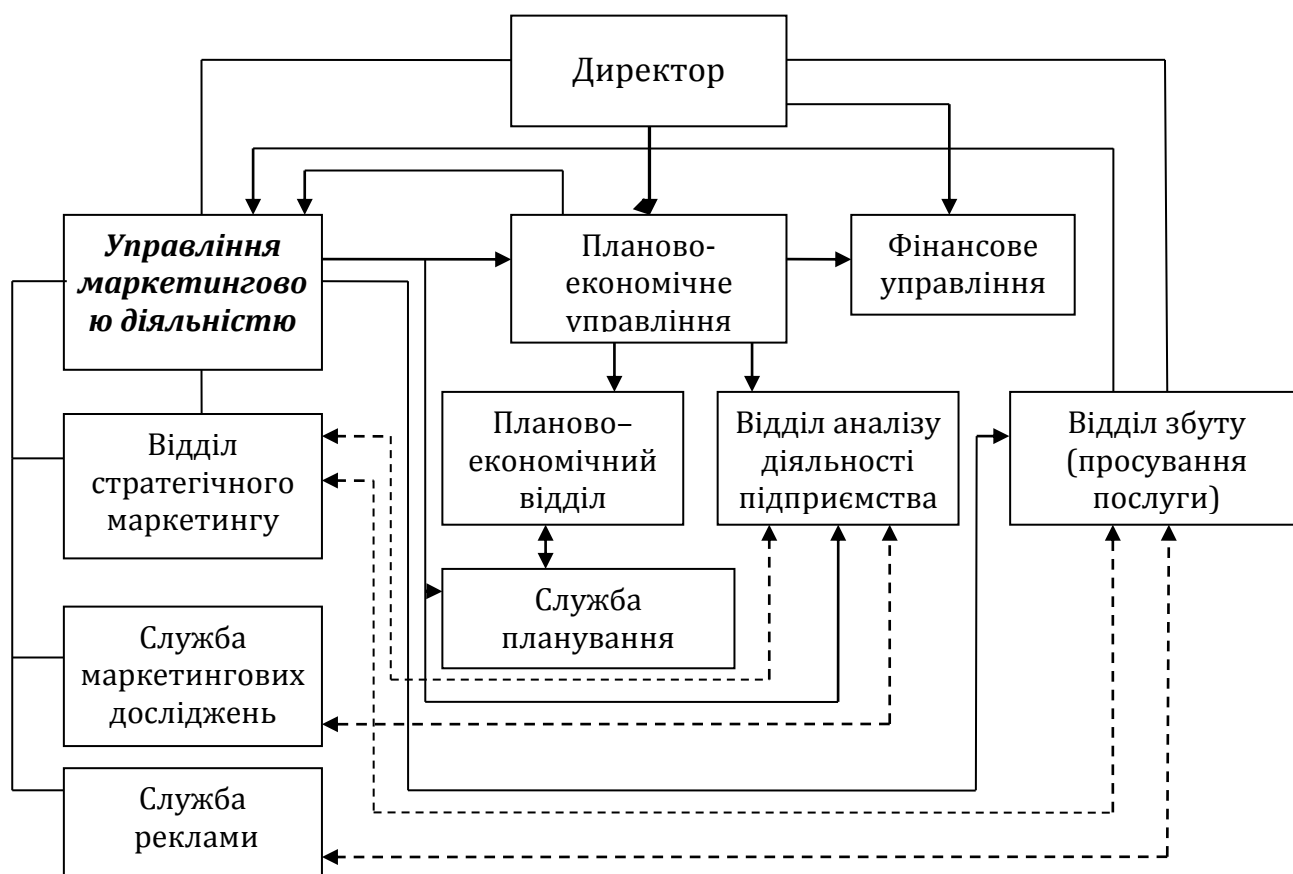 Директор
Управління
маркетингово
ю діяльністю
Планово-
економічне
управління
Фінансове
управління
Відділ
стратегічного
маркетингу
Планово–
економічний
відділ
Відділ аналізу
діяльності
підприємства
Відділ збуту
(просування
послуги)
Служба
планування
Служба
маркетингових
досліджень
Служба
реклами